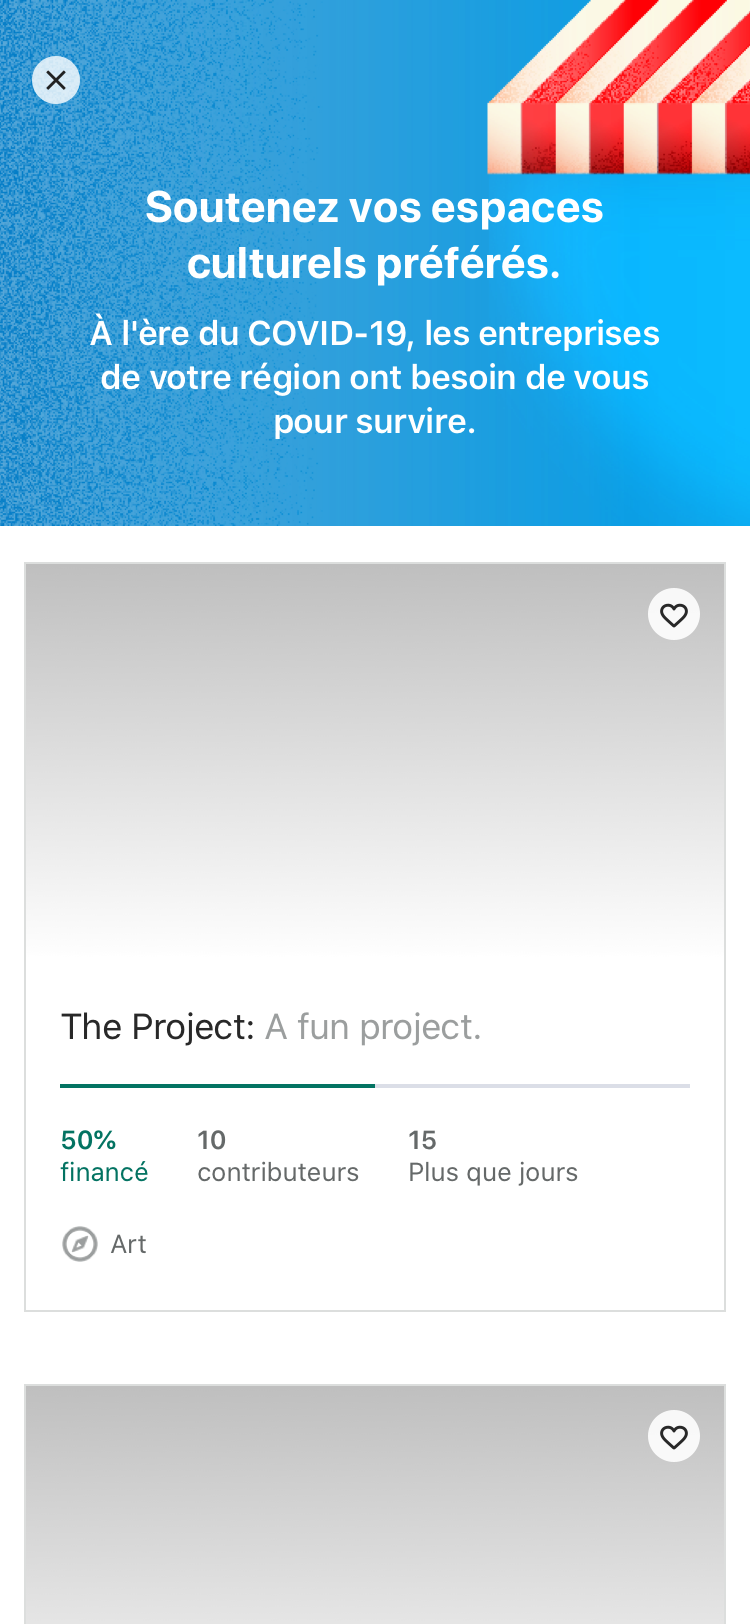 Soutenez vos espaces
culturels préférés.
À l'ère du COVID-19, les entreprises
de votre région ont besoin de vous
pour survire.
The Project: A fun project.
50%
financé
10
contributeurs
15
Plus que jours
Art